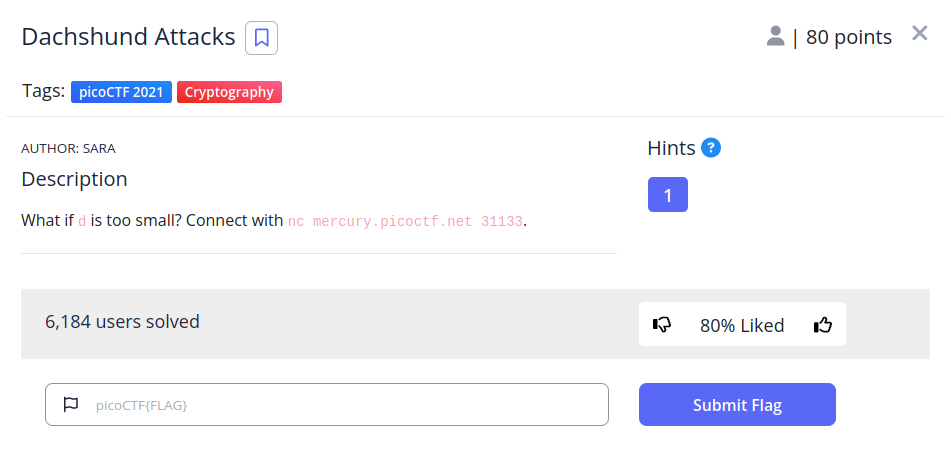 Dachshund Attacks
| 80 points
Tags: picoCTF 2021 Cryptography
AUTHOR: SARA
Hints ?
Description
1
What if d is too small? Connect with nc mercury.picoctf.net 31133.
6,184 users solved
80% Liked
picoCTF{FLAG}
Submit Flag